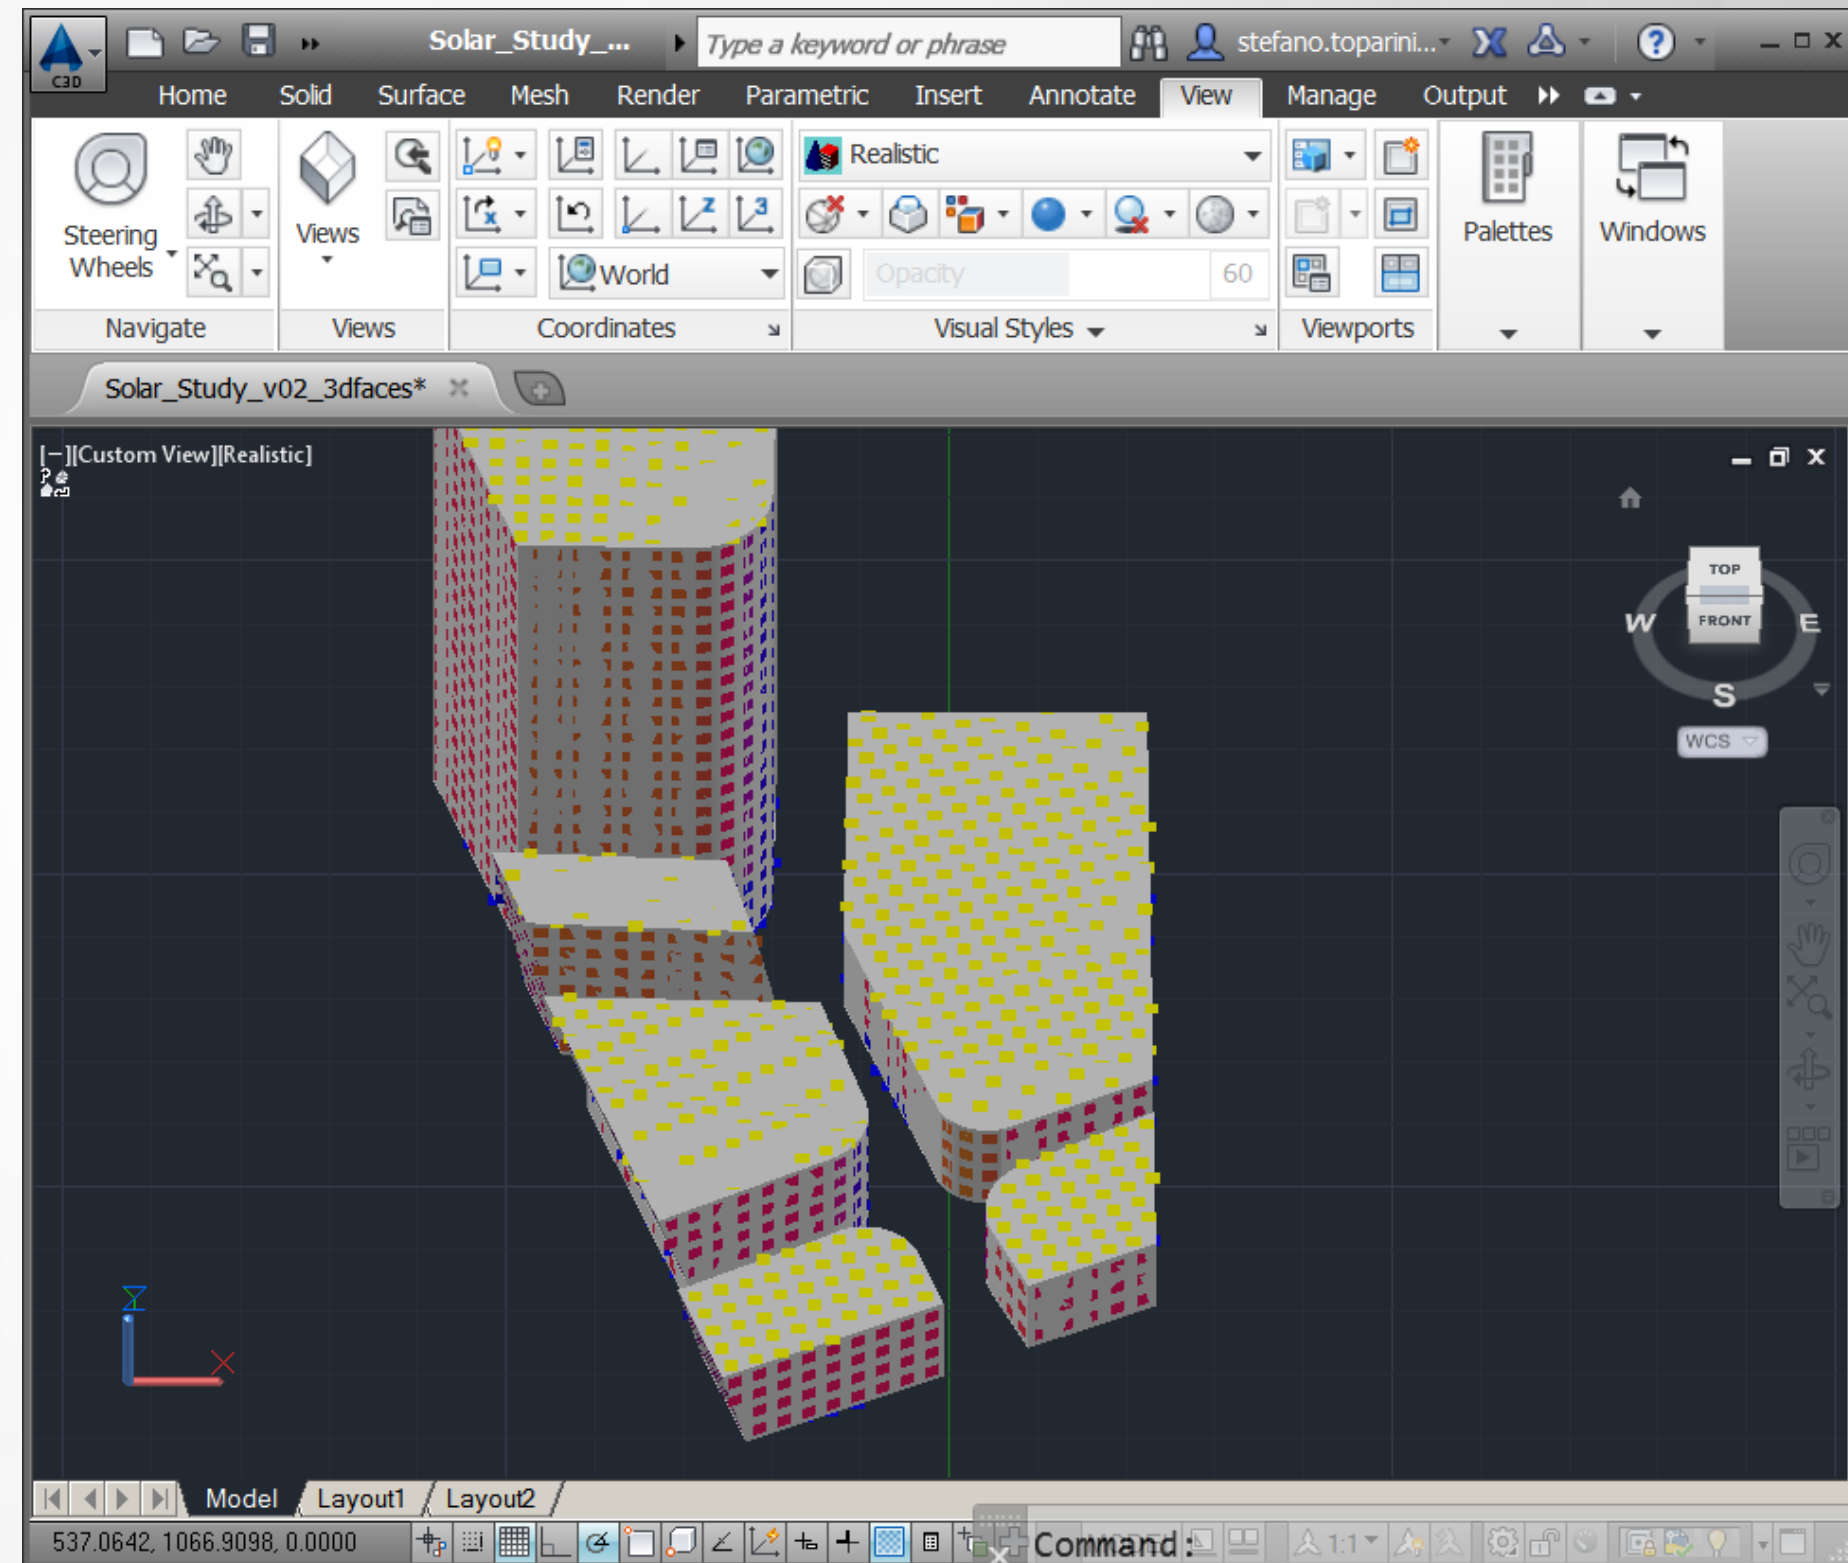 Solar_Study_... Type a keyword or phrase stefano.toparini... ?
C3D
Home Solid Surface Mesh Render Parametric Insert Annotate View Manage Output
Realistic
Steering Wheels
Views
World
Opacity 60
Palettes
Windows
Navigate Views Coordinates Visual Styles Viewports
Solar_Study_v02_3dfaces*
[−][Custom View][Realistic]
TOP
W FRONT E
S
WCS
Z
X
Model Layout1 Layout2
537.0642, 1066.9098, 0.0000 Command: 1:1